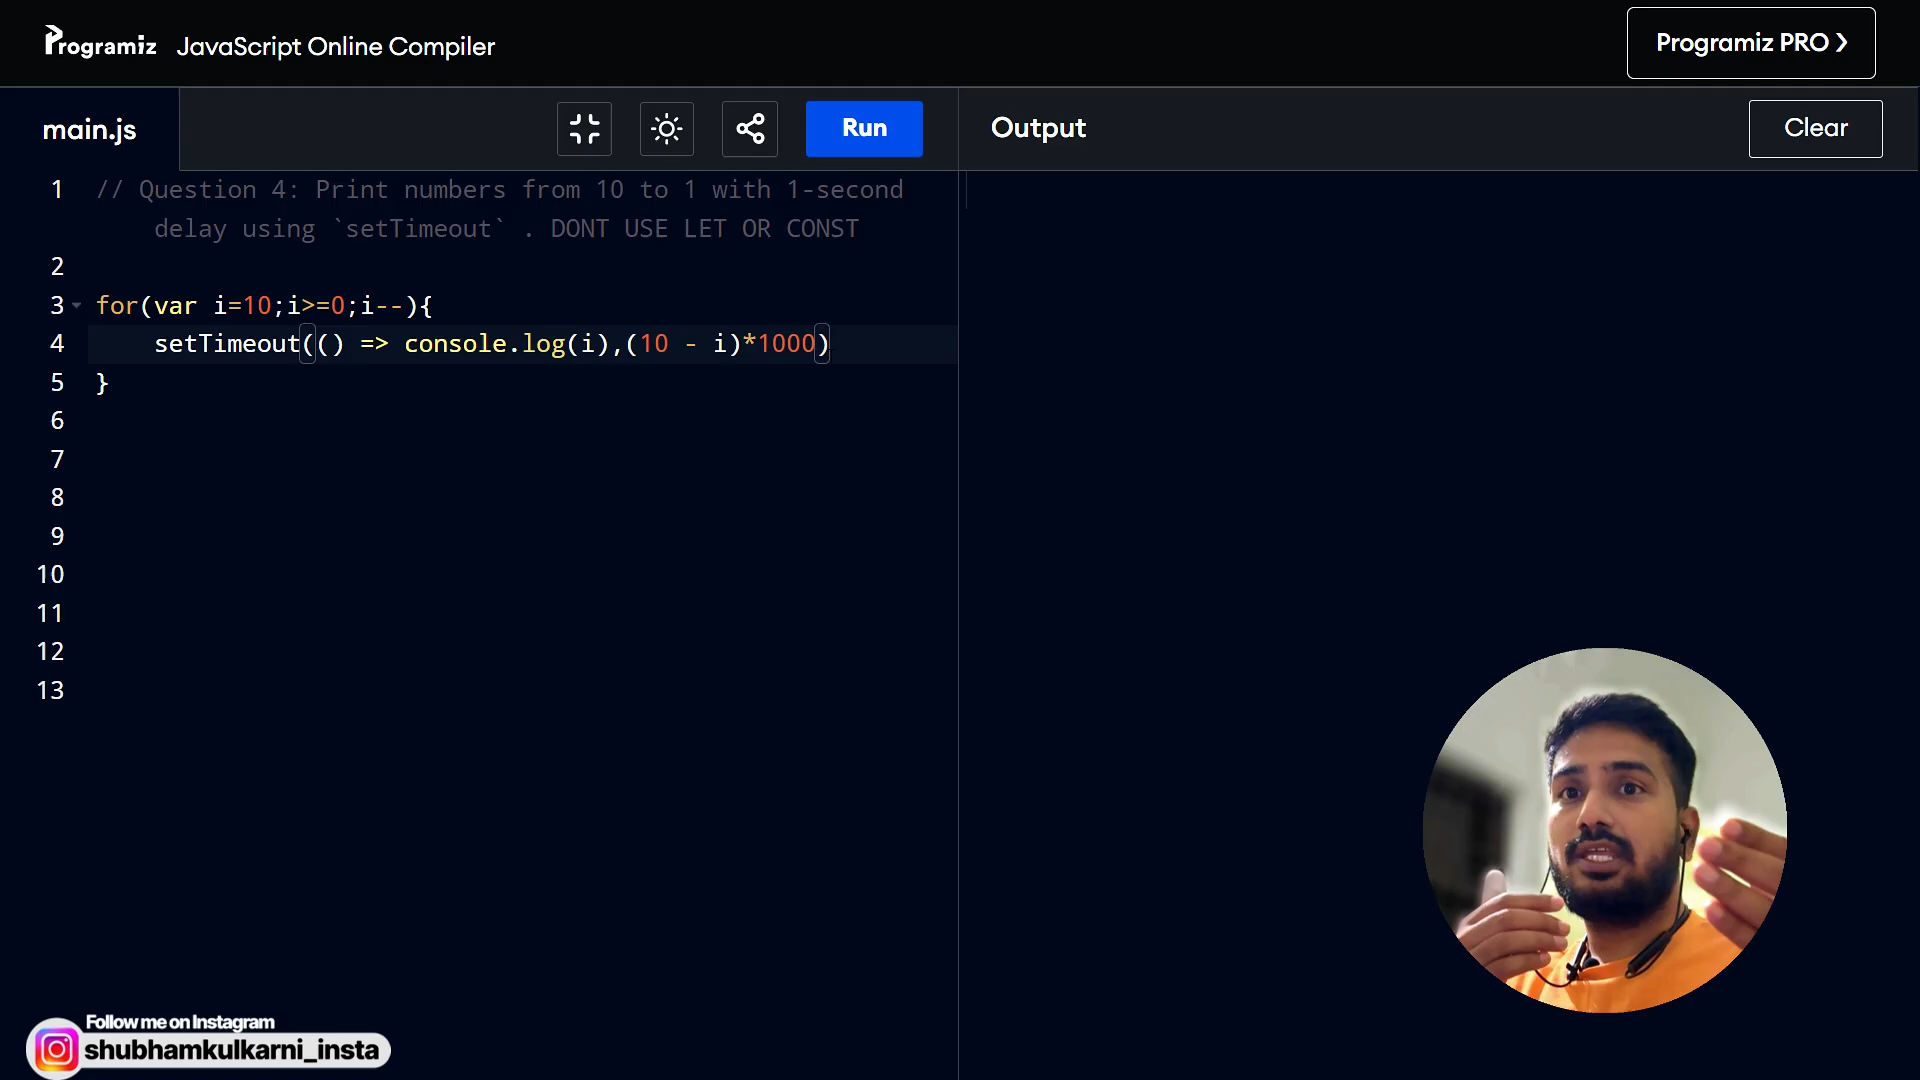 Programiz JavaScript Online Compiler
Programiz PRO ❯
main.js
Run
Output
Clear
1 // Question 4: Print numbers from 10 to 1 with 1-second
delay using `setTimeout` . DONT USE LET OR CONST
2
3 for(var i=10;i>=0;i--){
4 setTimeout(() => console.log(i),(10 - i)*1000)
5 }
6
7
8
9
10
11
12
13
Follow me on Instagram
shubhamkulkarni_insta